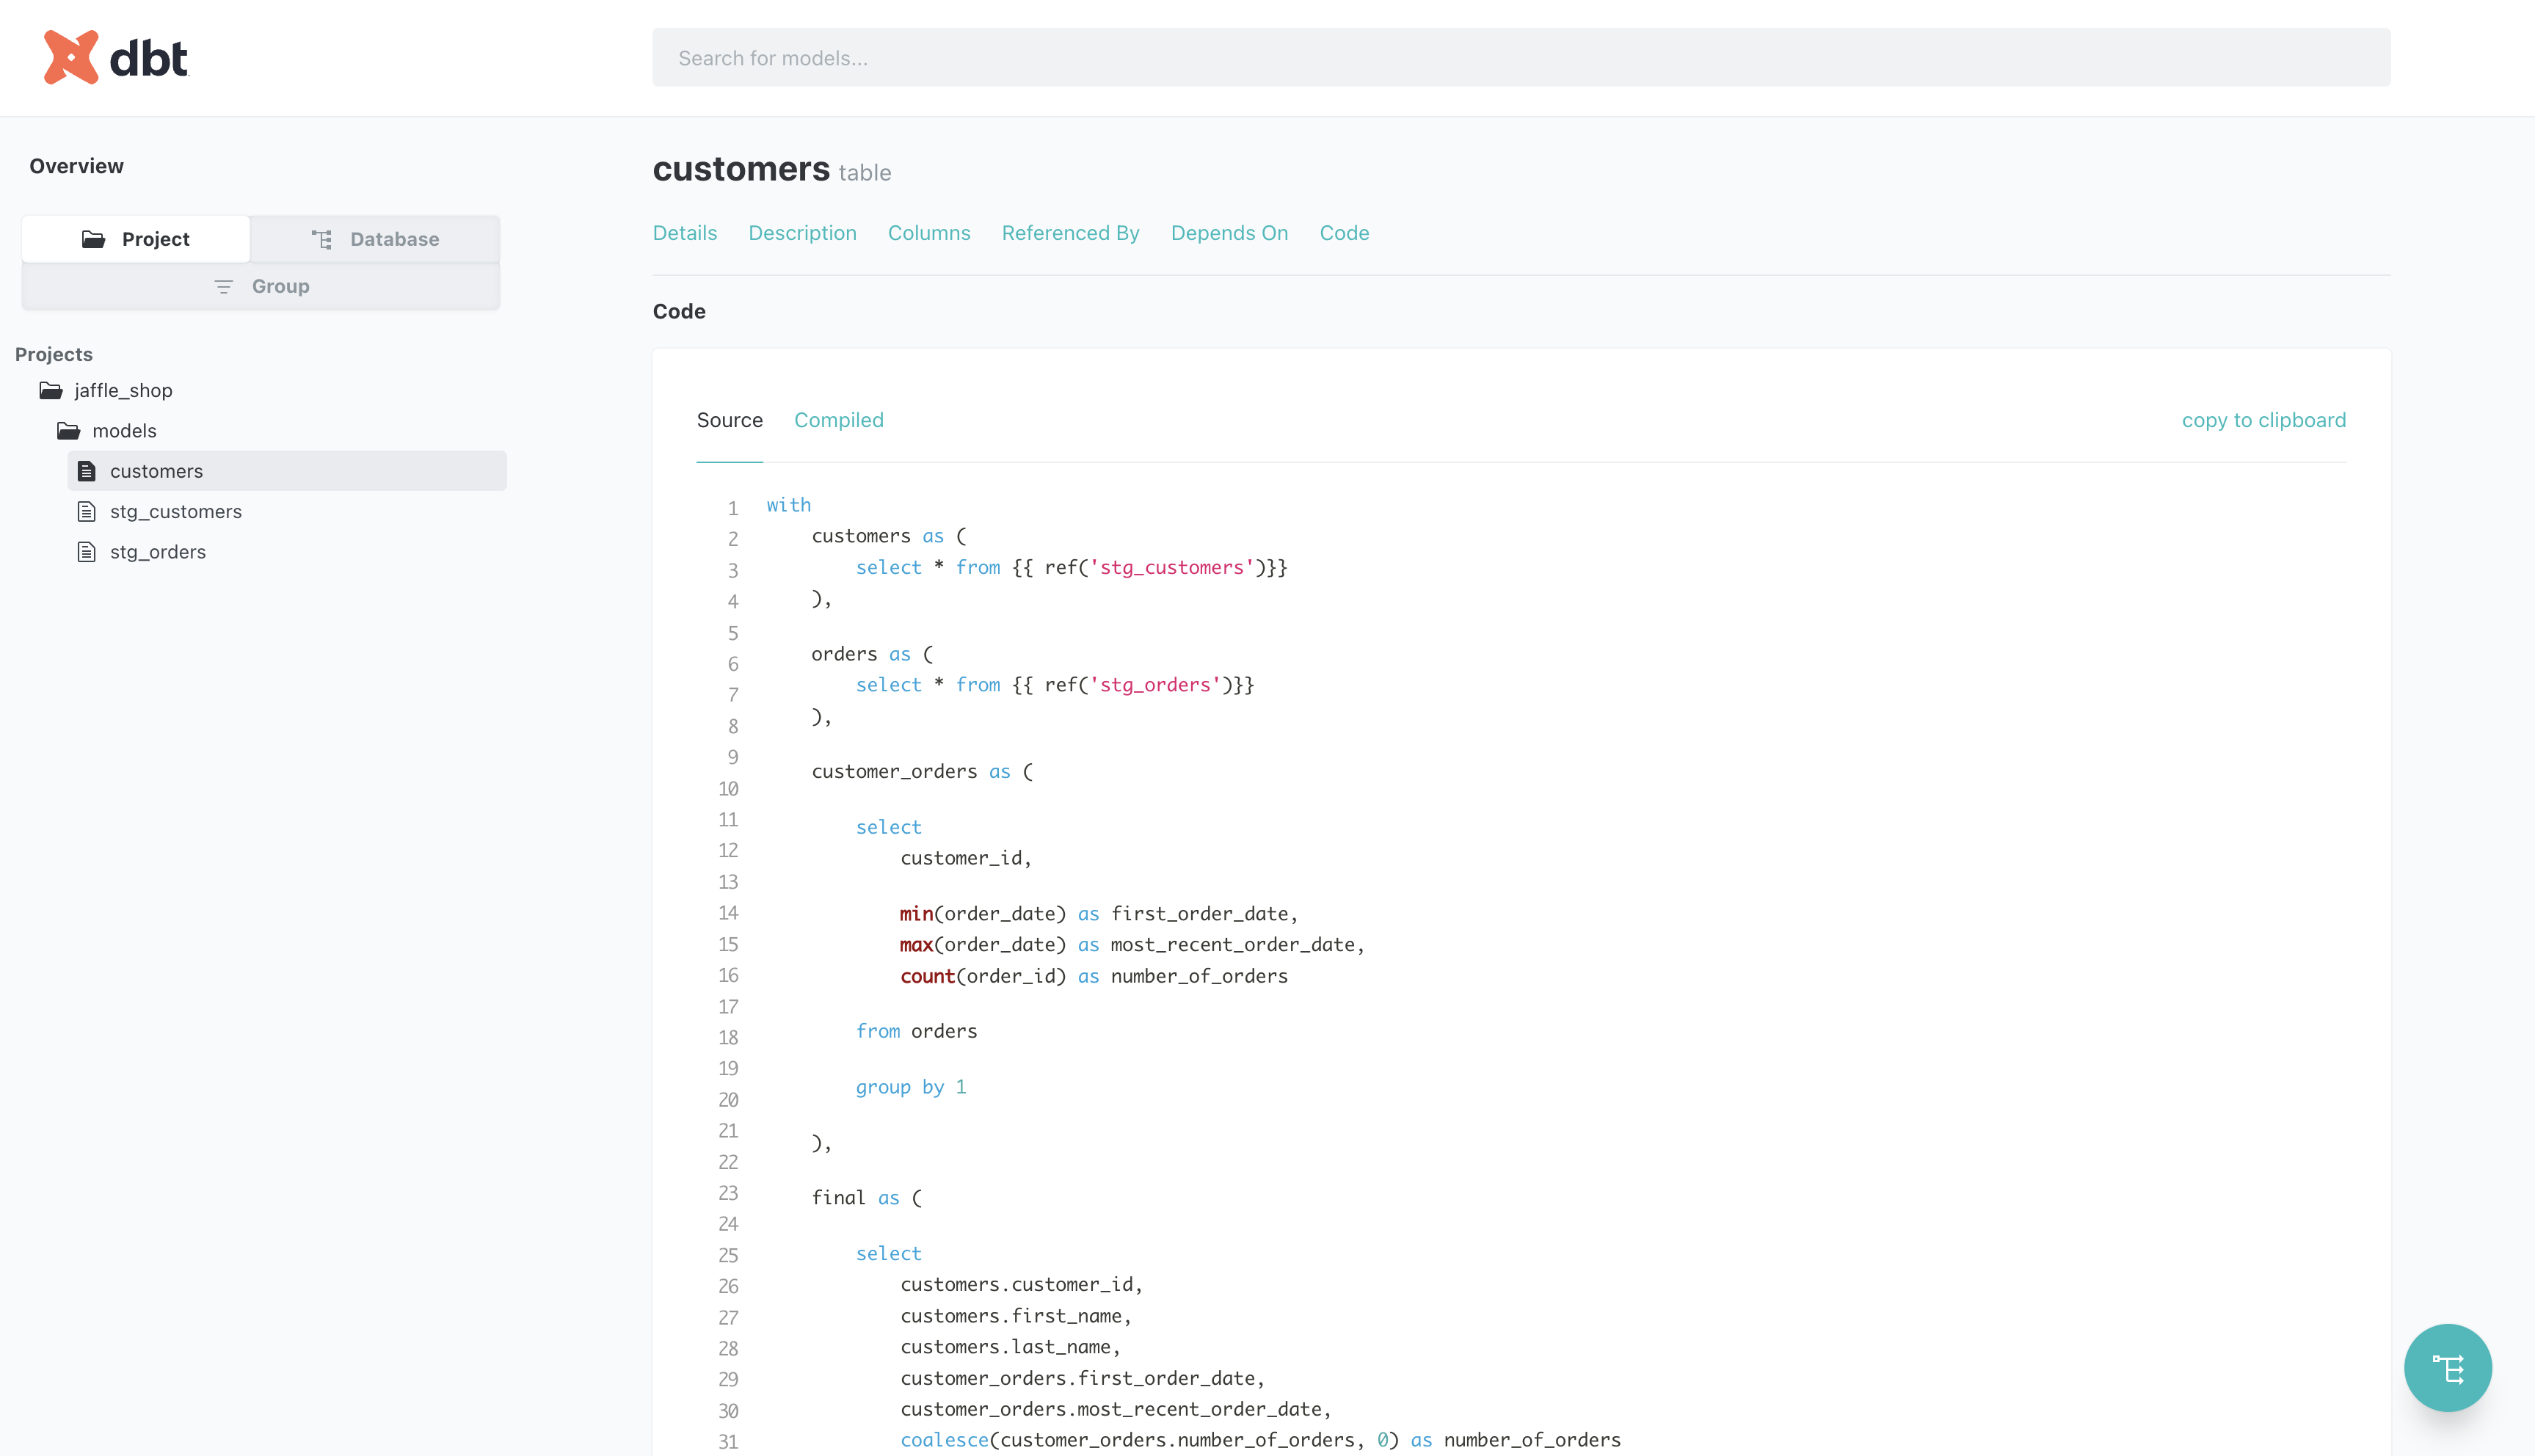 dbt
Search for models...
Overview
Project
Database
Group
Projects
jaffle_shop
models
customers
stg_customers
stg_orders
customers table
Details Description Columns Referenced By Depends On Code
Code
Source Compiled copy to clipboard
1 with
2     customers as (
3         select * from {{ ref('stg_customers')}}
4     ),
5
6     orders as (
7         select * from {{ ref('stg_orders')}}
8     ),
9
10     customer_orders as (
11
12         select
13             customer_id,
14
15             min(order_date) as first_order_date,
16             max(order_date) as most_recent_order_date,
17             count(order_id) as number_of_orders
18
19         from orders
20
21         group by 1
22
23     ),
24
25     final as (
26
27         select
28             customers.customer_id,
29             customers.first_name,
30             customers.last_name,
31             customer_orders.first_order_date,
            customer_orders.most_recent_order_date,
            coalesce(customer_orders.number_of_orders, 0) as number_of_orders